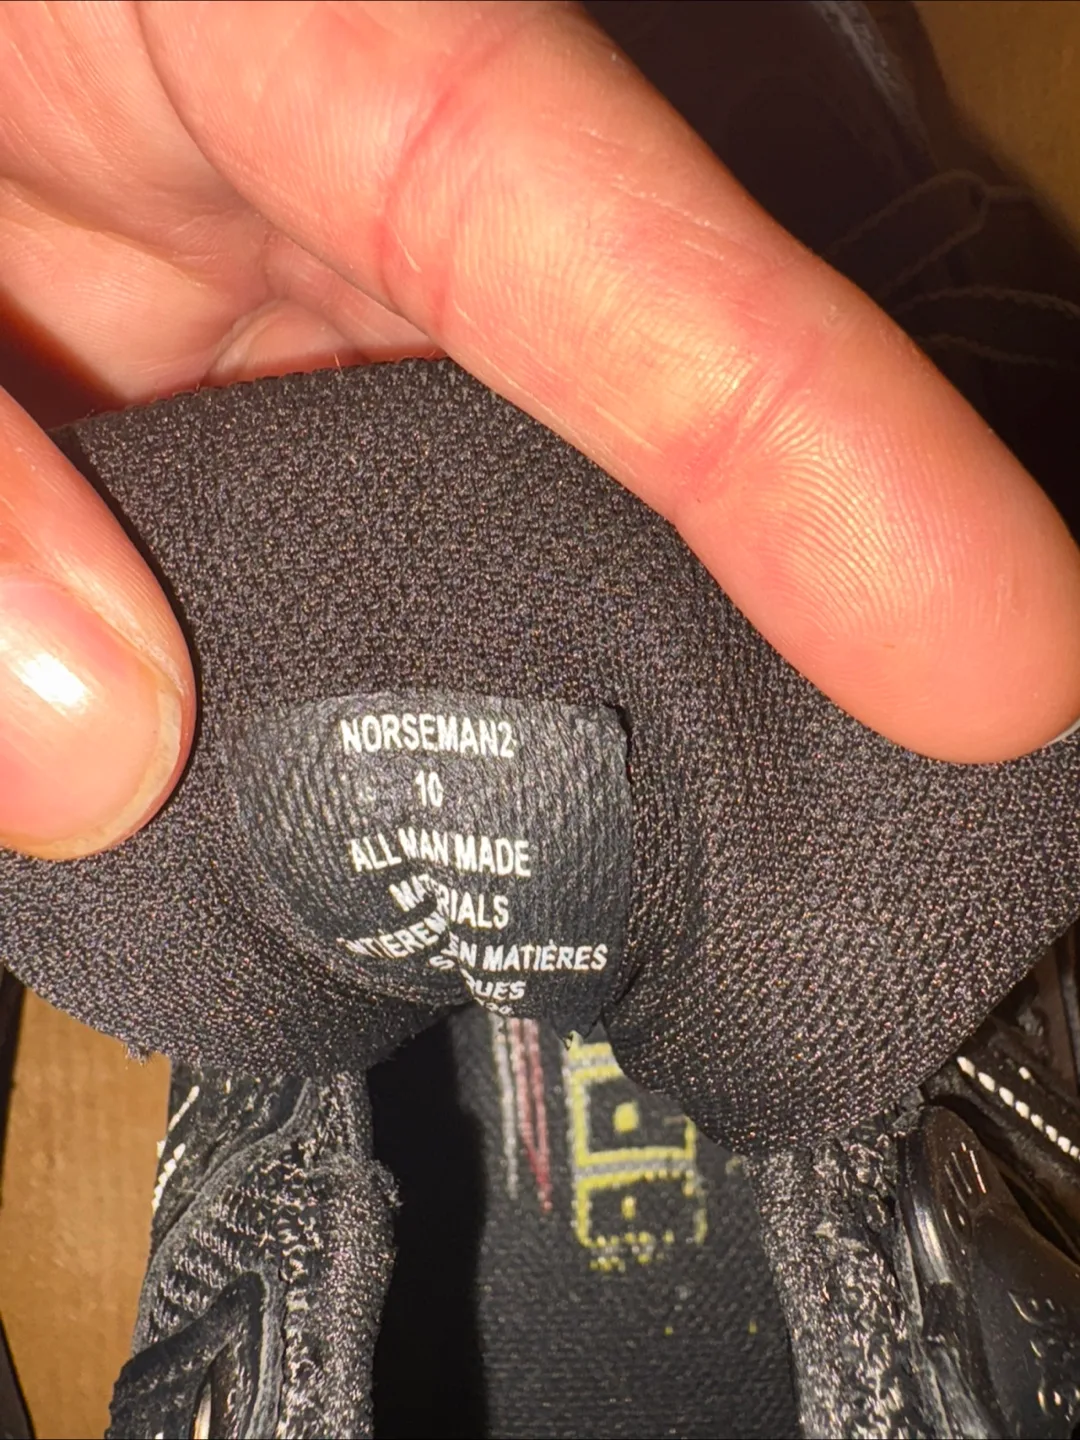 NORSEMAN2
10
ALL MAN MADE
MATERIALS
EN MATIÈRES